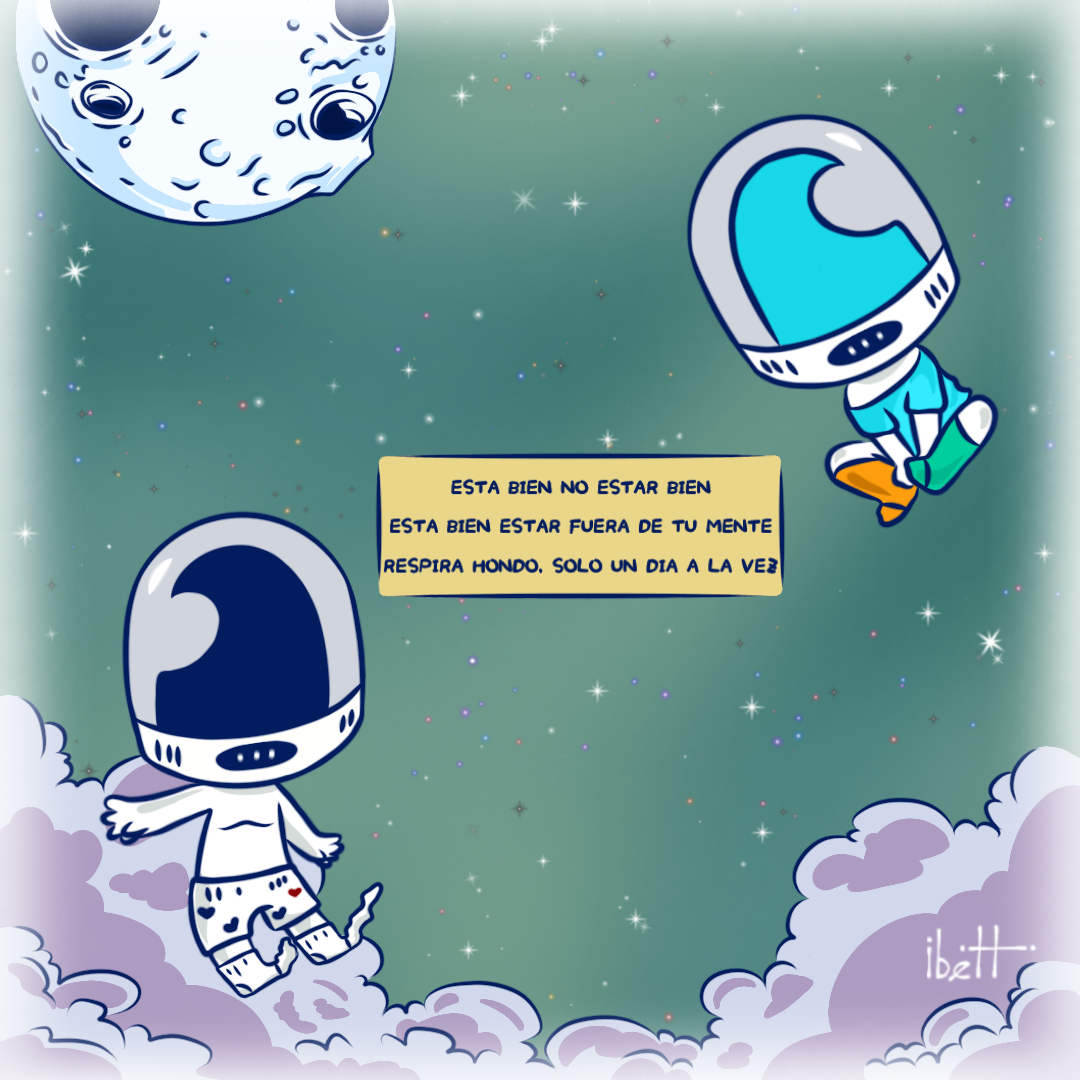 ESTA BIEN NO ESTAR BIEN
ESTA BIEN ESTAR FUERA DE TU MENTE
RESPIRA HONDO, SOLO UN DIA A LA VEZ
ibett